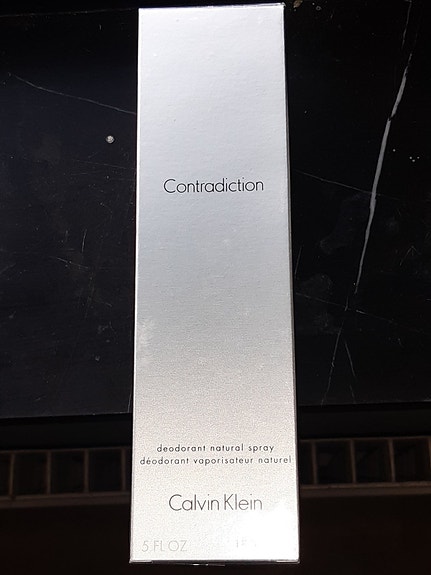 Contradiction
deodorant natural spray
déodorant vaporisateur naturel
Calvin Klein
5 FL OZ